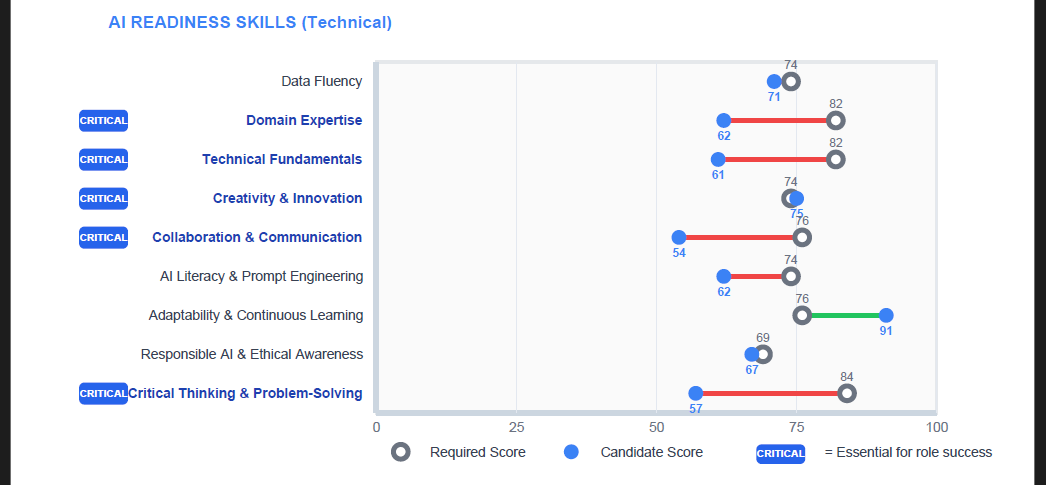 AI READINESS SKILLS (Technical)
74
Data Fluency
71
82
CRITICAL Domain Expertise
62
82
CRITICAL Technical Fundamentals
61
74
CRITICAL Creativity & Innovation
75
76
CRITICAL Collaboration & Communication
54
74
AI Literacy & Prompt Engineering
62
76
Adaptability & Continuous Learning
91
69
Responsible AI & Ethical Awareness
67
84
CRITICAL Critical Thinking & Problem-Solving
57
0 25 50 75 100
Required Score Candidate Score CRITICAL = Essential for role success